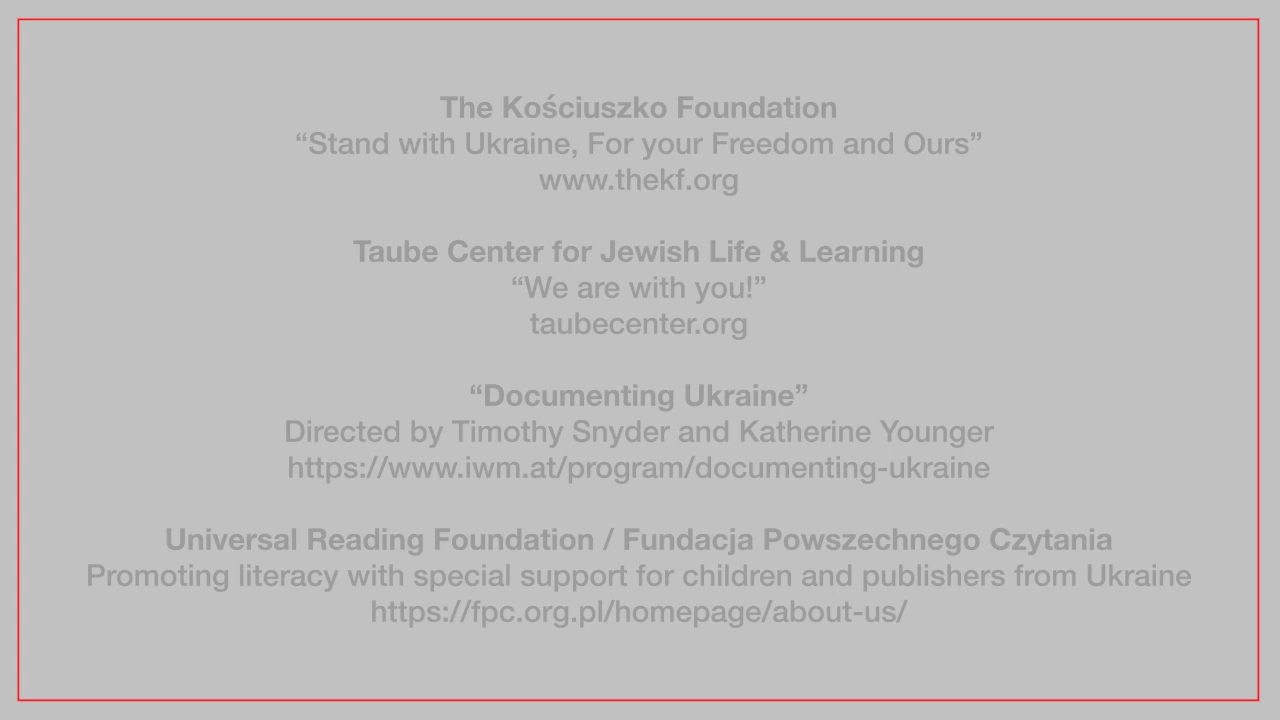 The Kościuszko Foundation
“Stand with Ukraine, For your Freedom and Ours”
www.thekf.org
Taube Center for Jewish Life & Learning
“We are with you!”
taubecenter.org
“Documenting Ukraine”
Directed by Timothy Snyder and Katherine Younger
https://www.iwm.at/program/documenting-ukraine
Universal Reading Foundation / Fundacja Powszechnego Czytania
Promoting literacy with special support for children and publishers from Ukraine
https://fpc.org.pl/homepage/about-us/